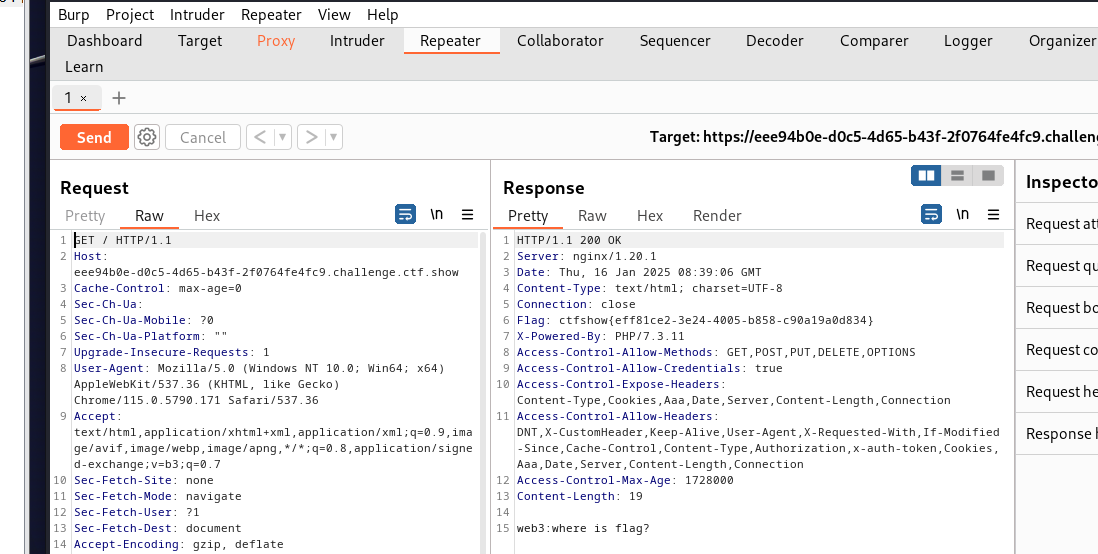 Burp Project Intruder Repeater View Help
Dashboard Target Proxy Intruder Repeater Collaborator Sequencer Decoder Comparer Logger Organizer
Learn
1 × +
Send Cancel < > Target: https://eee94b0e-d0c5-4d65-b43f-2f0764fe4fc9.challeng
Request
Pretty Raw Hex \n
1 GET / HTTP/1.1
2 Host:
eee94b0e-d0c5-4d65-b43f-2f0764fe4fc9.challenge.ctf.show
3 Cache-Control: max-age=0
4 Sec-Ch-Ua:
5 Sec-Ch-Ua-Mobile: ?0
6 Sec-Ch-Ua-Platform: ""
7 Upgrade-Insecure-Requests: 1
8 User-Agent: Mozilla/5.0 (Windows NT 10.0; Win64; x64)
AppleWebKit/537.36 (KHTML, like Gecko)
Chrome/115.0.5790.171 Safari/537.36
9 Accept:
text/html,application/xhtml+xml,application/xml;q=0.9,ima
ge/avif,image/webp,image/apng,*/*;q=0.8,application/signe
d-exchange;v=b3;q=0.7
10 Sec-Fetch-Site: none
11 Sec-Fetch-Mode: navigate
12 Sec-Fetch-User: ?1
13 Sec-Fetch-Dest: document
14 Accept-Encoding: gzip, deflate
Response
Pretty Raw Hex Render \n
1 HTTP/1.1 200 OK
2 Server: nginx/1.20.1
3 Date: Thu, 16 Jan 2025 08:39:06 GMT
4 Content-Type: text/html; charset=UTF-8
5 Connection: close
6 Flag: ctfshow{eff81ce2-3e24-4005-b858-c90a19a0d834}
7 X-Powered-By: PHP/7.3.11
8 Access-Control-Allow-Methods: GET,POST,PUT,DELETE,OPTIONS
9 Access-Control-Allow-Credentials: true
10 Access-Control-Expose-Headers:
Content-Type,Cookies,Aaa,Date,Server,Content-Length,Connection
11 Access-Control-Allow-Headers:
DNT,X-CustomHeader,Keep-Alive,User-Agent,X-Requested-With,If-Modified
-Since,Cache-Control,Content-Type,Authorization,x-auth-token,Cookies,
Aaa,Date,Server,Content-Length,Connection
12 Access-Control-Max-Age: 1728000
13 Content-Length: 19
14
15 web3:where is flag?
Inspecto
Request att
Request qu
Request bo
Request co
Request he
Response h